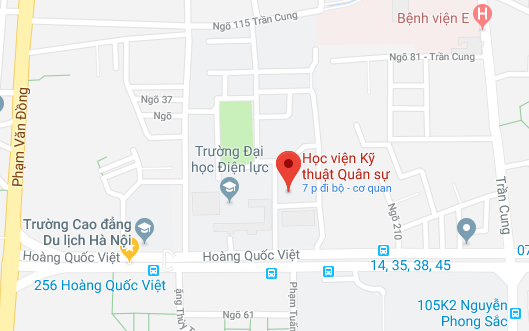 Ngõ 115 Trần Cung
Bệnh viện E
H
Ngõ 81 - Trần Cung
Ngõ 37
Ngõ
Phạm Văn Đồng
Trường Đại
học Điện lực
Học viện Kỹ
thuật Quân sự
7 p đi bộ - cơ quan
Trần Cung
Ngõ 210
Trường Cao đẳng
Du lịch Hà Nội
Hoàng Quốc Việt
Hoàng Quốc Việt
07
14, 35, 38, 45
256 Hoàng Quốc Việt
105K2 Nguyễn
Phong Sắc
Ngõ 61
Phạm Tuấn